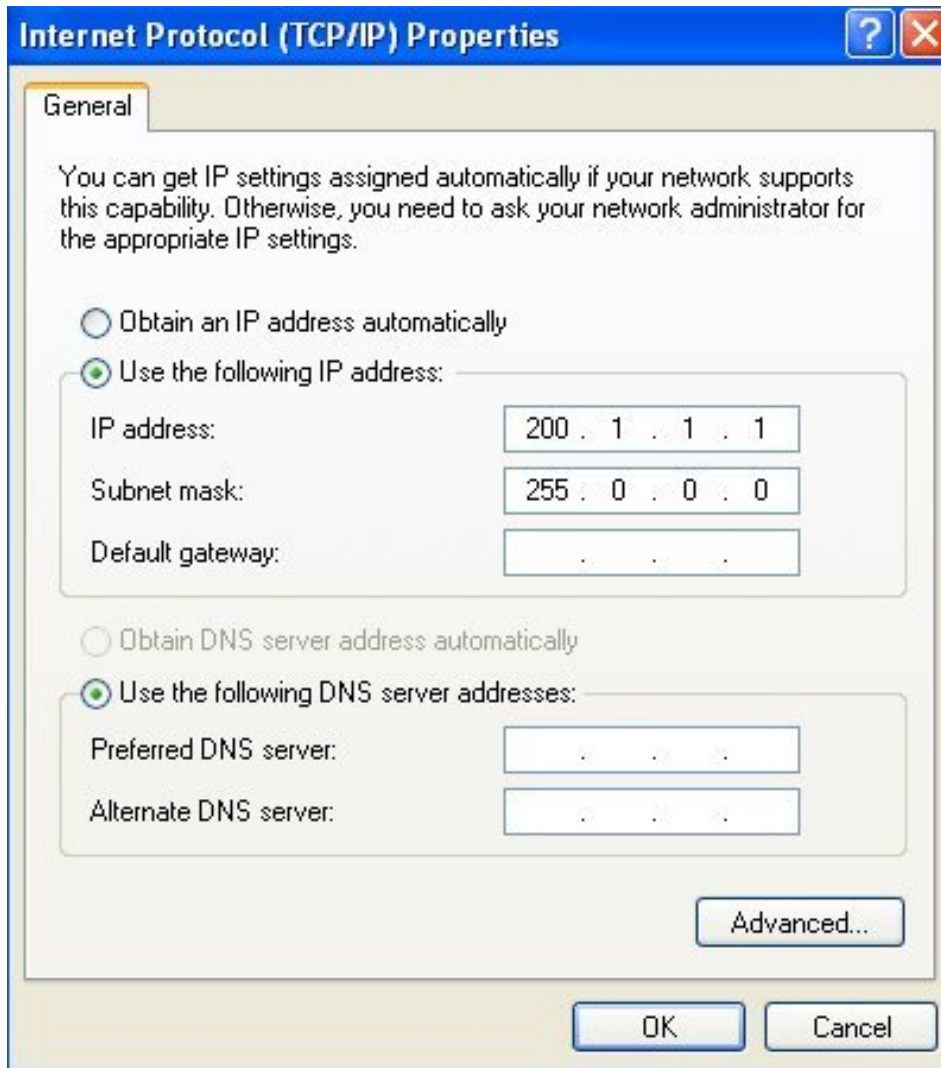 Internet Protocol (TCP/IP) Properties
General
You can get IP settings assigned automatically if your network supports
this capability. Otherwise, you need to ask your network administrator for
the appropriate IP settings.
Obtain an IP address automatically
Use the following IP address:
IP address: 200 . 1 . 1 . 1
Subnet mask: 255 . 0 . 0 . 0
Default gateway: . . .
Obtain DNS server address automatically
Use the following DNS server addresses:
Preferred DNS server: . . .
Alternate DNS server: . . .
Advanced...
OK Cancel